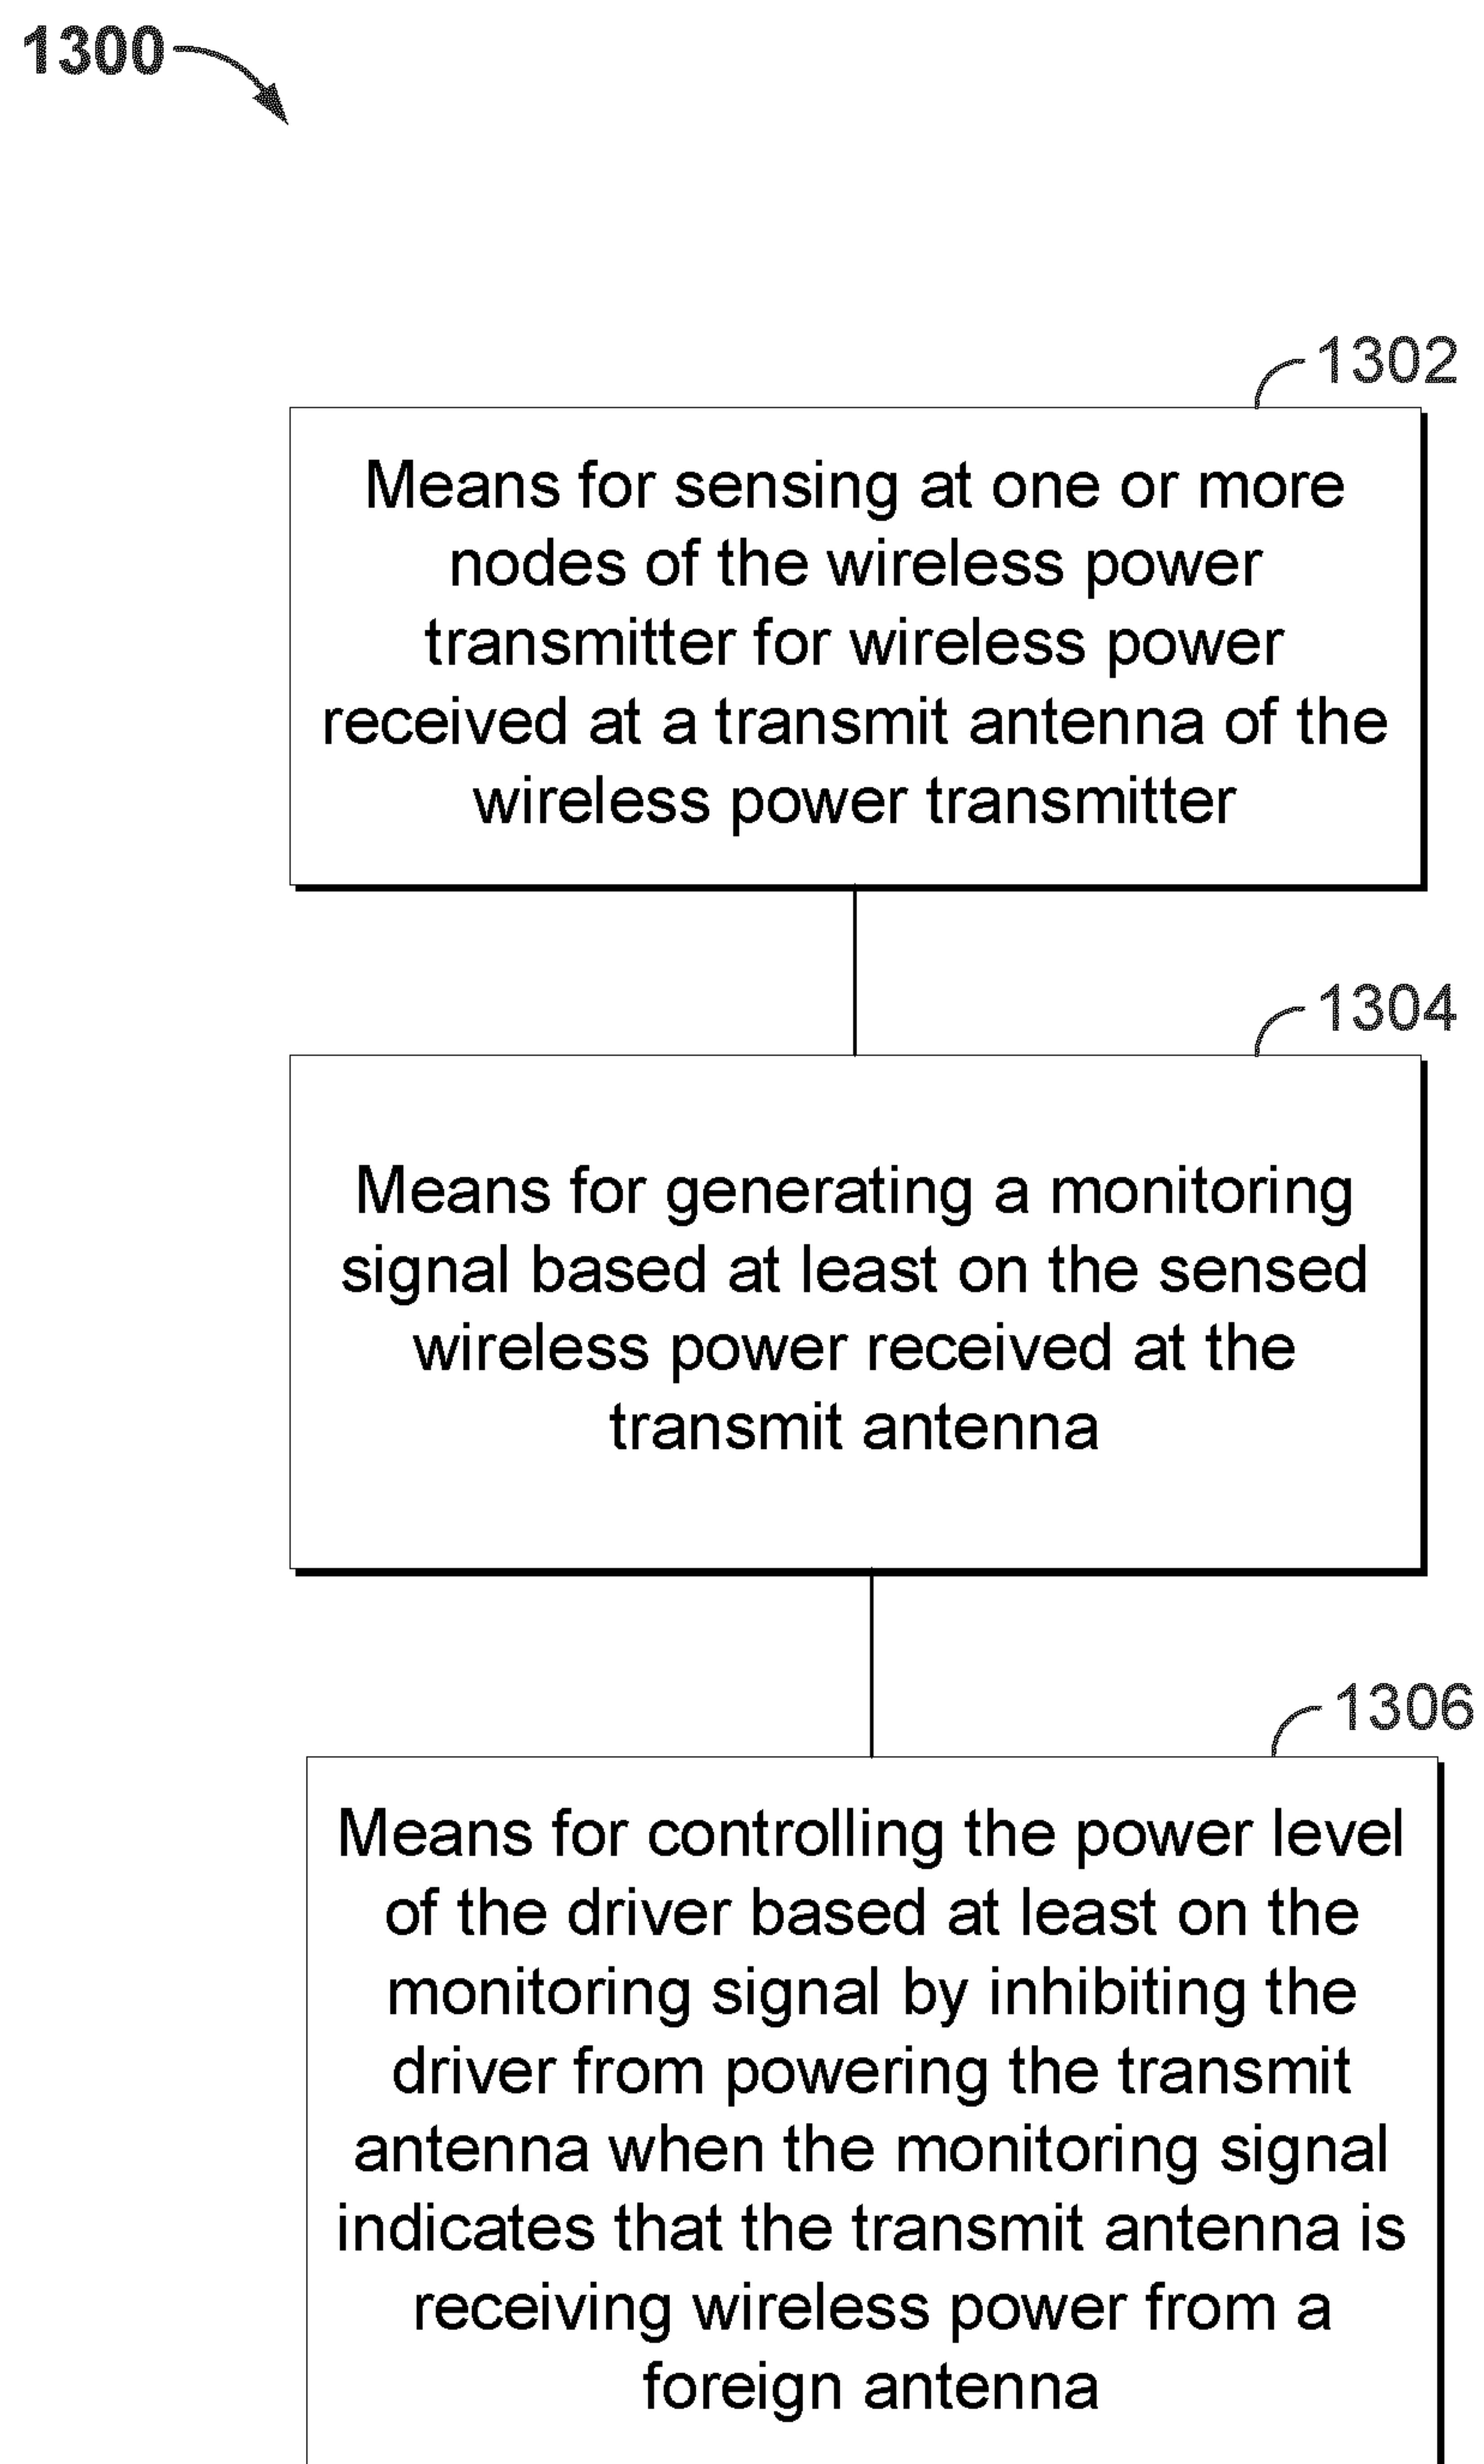 1300
1302
Means for sensing at one or more
nodes of the wireless power
transmitter for wireless power
received at a transmit antenna of the
wireless power transmitter
1304
Means for generating a monitoring
signal based at least on the sensed
wireless power received at the
transmit antenna
1306
Means for controlling the power level
of the driver based at least on the
monitoring signal by inhibiting the
driver from powering the transmit
antenna when the monitoring signal
indicates that the transmit antenna is
receiving wireless power from a
foreign antenna